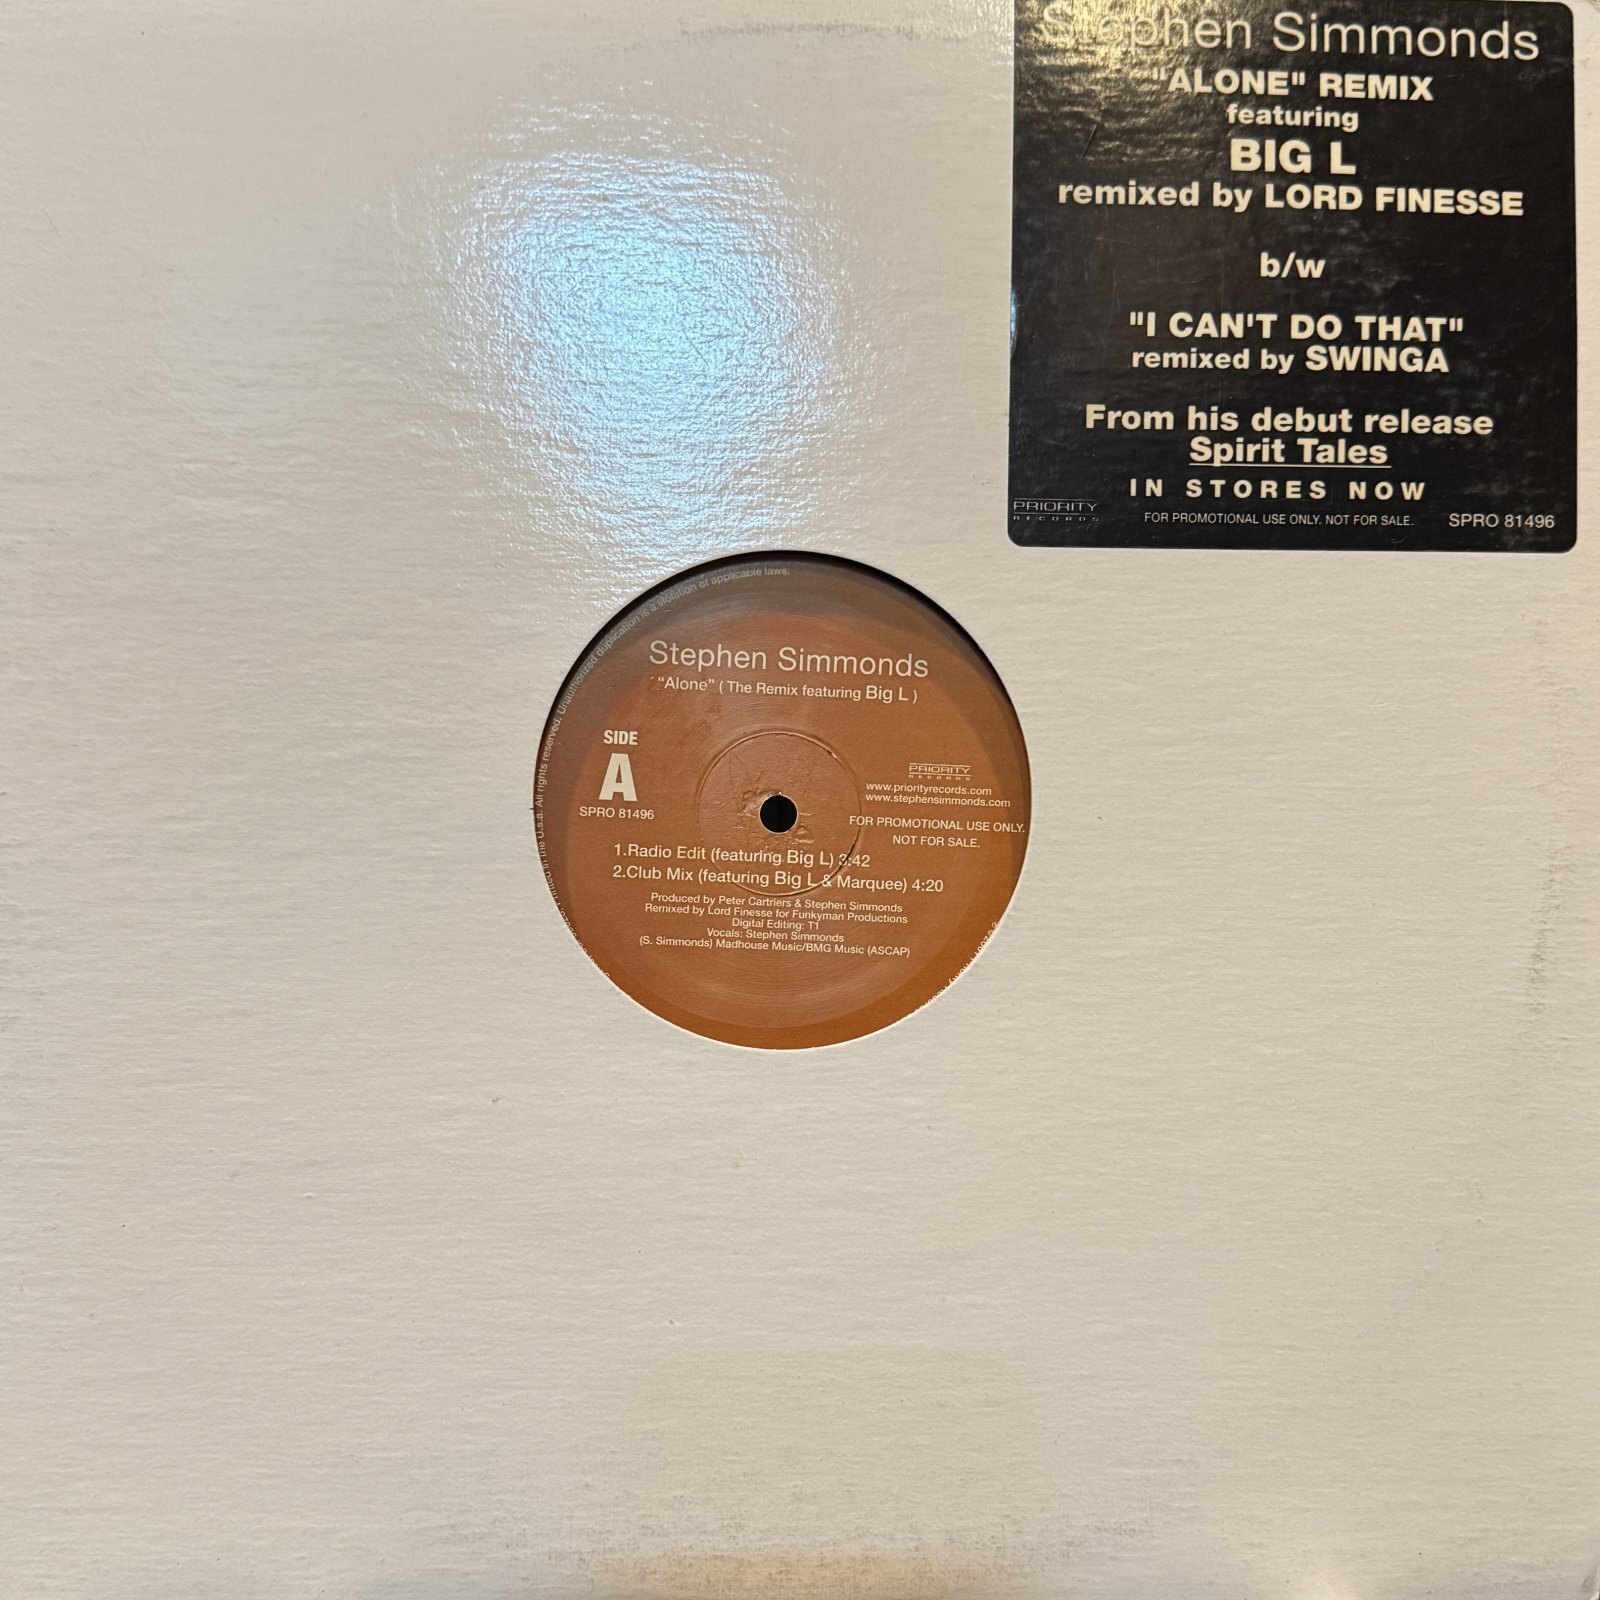 Stephen Simmonds
"ALONE" REMIX
featuring
BIG L
remixed by LORD FINESSE
b/w
"I CAN'T DO THAT"
remixed by SWINGA
From his debut release
Spirit Tales
IN STORES NOW
PRIORITY
RECORDS
FOR PROMOTIONAL USE ONLY. NOT FOR SALE.
SPRO 81496
Stephen Simmonds
"Alone" ( The Remix featuring Big L )
SIDE
A
SPRO 81496
PRIORITY
RECORDS
www.priorityrecords.com
www.stephensimmonds.com
FOR PROMOTIONAL USE ONLY.
NOT FOR SALE.
1.Radio Edit (featuring Big L) 3:42
2.Club Mix (featuring Big L & Marquee) 4:20
Produced by Peter Cartriers & Stephen Simmonds
Remixed by Lord Finesse for Funkyman Productions
Digital Editing: T1
Vocals: Stephen Simmonds
(S. Simmonds) Madhouse Music/BMG Music (ASCAP)
in the U.s.a. All rights reserved. Unauthorized duplication is a violation of applicable laws.